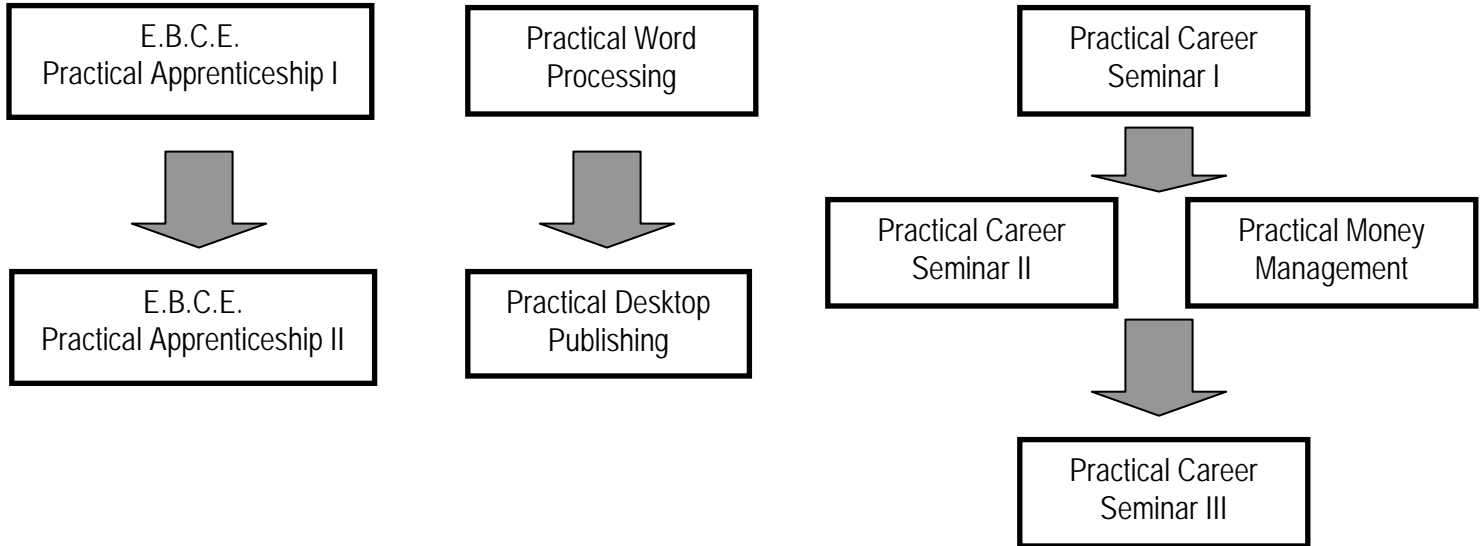 E.B.C.E.
Practical Apprenticeship I
Practical Word
Processing
Practical Career
Seminar I
Practical Career
Seminar II
Practical Money
Management
E.B.C.E.
Practical Apprenticeship II
Practical Desktop
Publishing
Practical Career
Seminar III